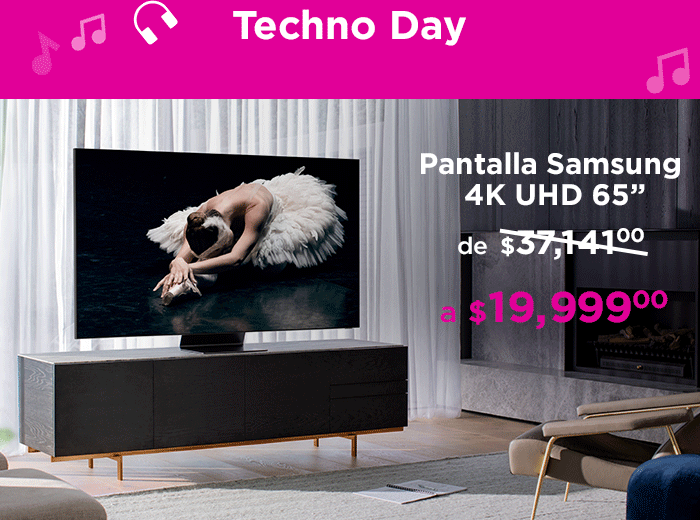 Techno Day
Pantalla Samsung
4K UHD 65”
de $37,141⁰⁰
a $19,999⁰⁰